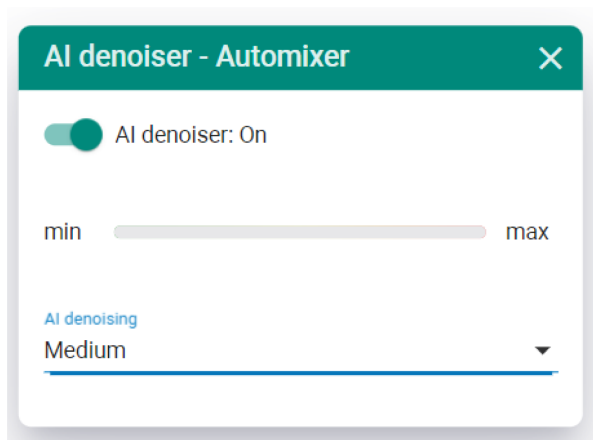 AI denoiser - Automixer
AI denoiser: On
min max
AI denoising
Medium